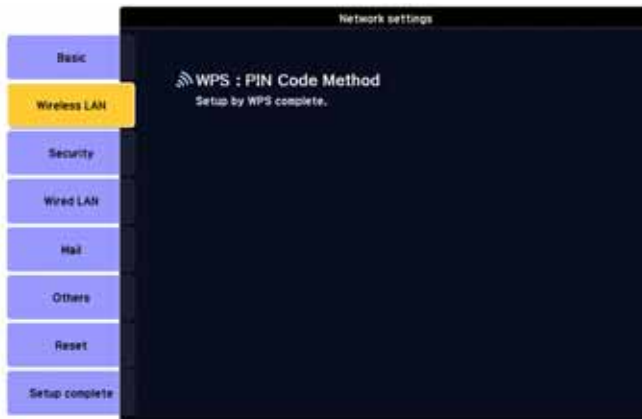 Network settings
Basic
Wireless LAN
Security
Wired LAN
Mail
Others
Reset
Setup complete
WPS : PIN Code Method
Setup by WPS complete.